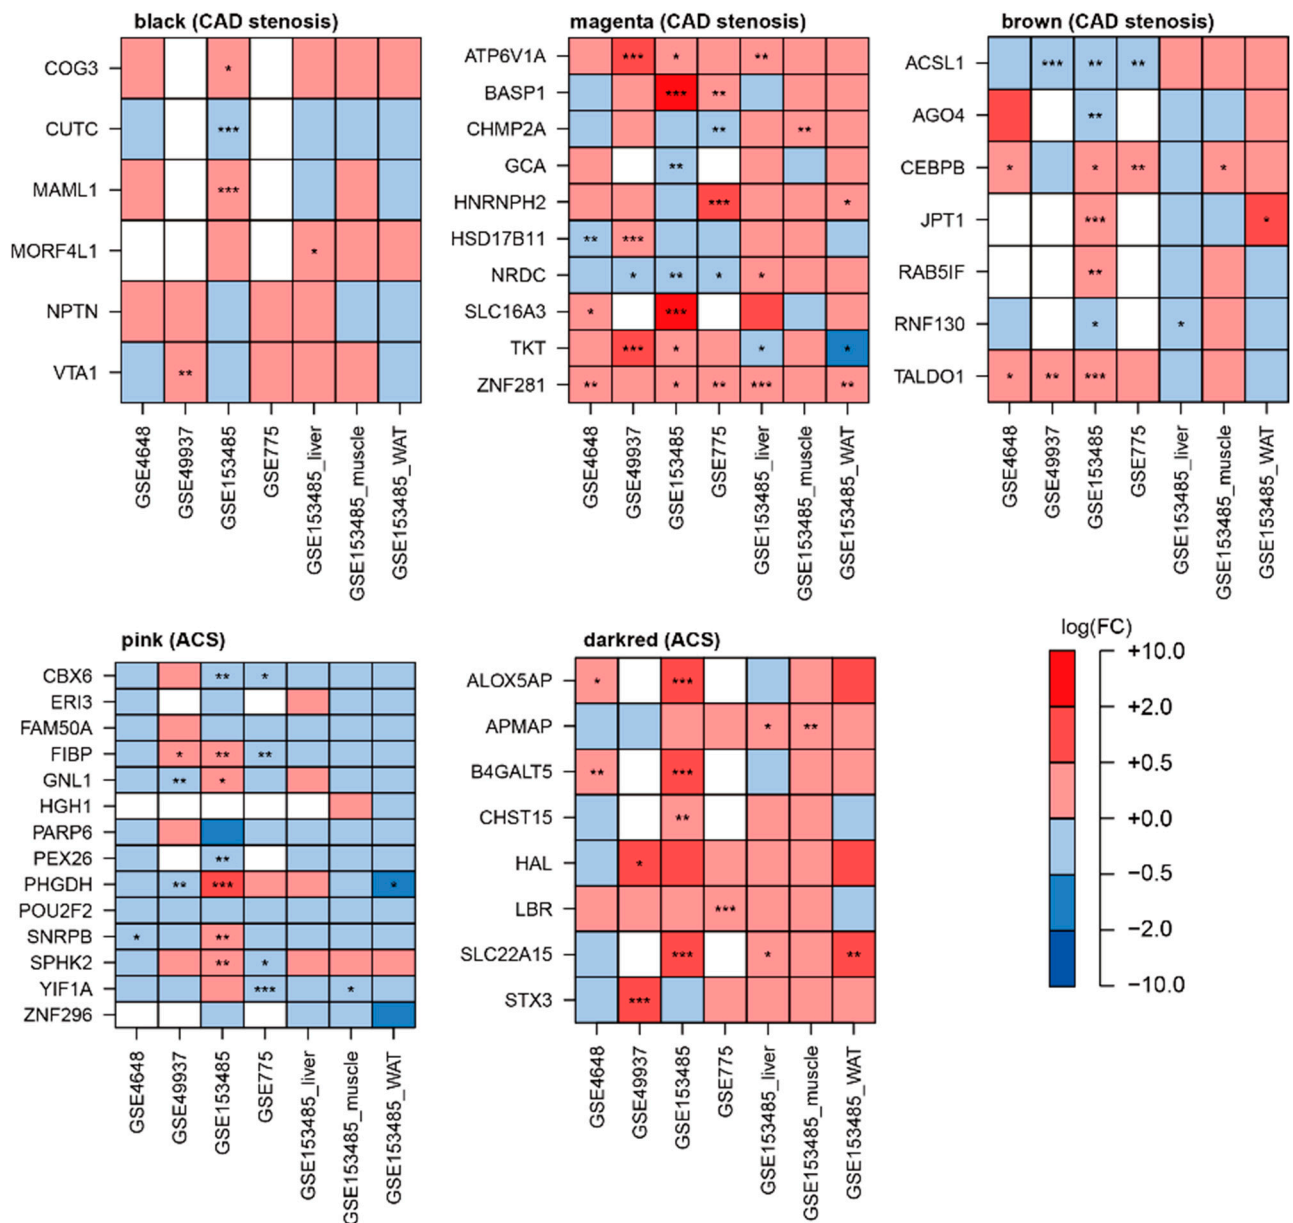 black (CAD stenosis)
COG3 *
CUTC ***
MAML1 ***
MORF4L1 *
NPTN
VTA1 **
GSE4648
GSE49937
GSE153485
GSE775
GSE153485_liver
GSE153485_muscle
GSE153485_WAT
magenta (CAD stenosis)
ATP6V1A *** * **
BASP1 *** **
CHMP2A ** **
GCA **
HNRNPH2 *** *
HSD17B11 ** ***
NRDC * ** * *
SLC16A3 * ***
TKT *** * * *
ZNF281 ** * ** *** **
GSE4648
GSE49937
GSE153485
GSE775
GSE153485_liver
GSE153485_muscle
GSE153485_WAT
brown (CAD stenosis)
ACSL1 *** ** **
AGO4 **
CEBPB * * ** *
JPT1 *** *
RAB5IF **
RNF130 * *
TALDO1 * ** ***
GSE4648
GSE49937
GSE153485
GSE775
GSE153485_liver
GSE153485_muscle
GSE153485_WAT
pink (ACS)
CBX6 ** *
ERI3
FAM50A
FIBP * ** **
GNL1 ** *
HGH1
PARP6
PEX26 **
PHGDH ** *** *
POU2F2
SNRPB * **
SPHK2 ** *
YIF1A *** *
ZNF296
GSE4648
GSE49937
GSE153485
GSE775
GSE153485_liver
GSE153485_muscle
GSE153485_WAT
darkred (ACS)
ALOX5AP * ***
APMAP * **
B4GALT5 ** ***
CHST15 **
HAL *
LBR ***
SLC22A15 *** * **
STX3 ***
GSE4648
GSE49937
GSE153485
GSE775
GSE153485_liver
GSE153485_muscle
GSE153485_WAT
log(FC)
+10.0
+2.0
+0.5
+0.0
−0.5
−2.0
−10.0